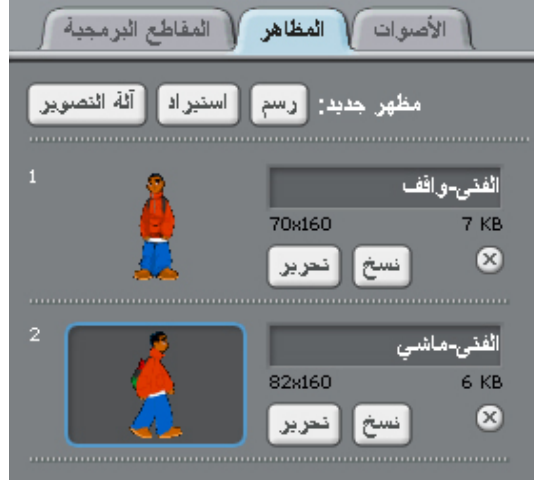 الأصوات المظاهر المقاطع البرمجية
مظهر جديد: رسم استيراد آلة التصوير
1
الفتى-واقف
70x160 7 KB
نسخ تحرير
2
الفتى-ماشي
82x160 6 KB
نسخ تحرير